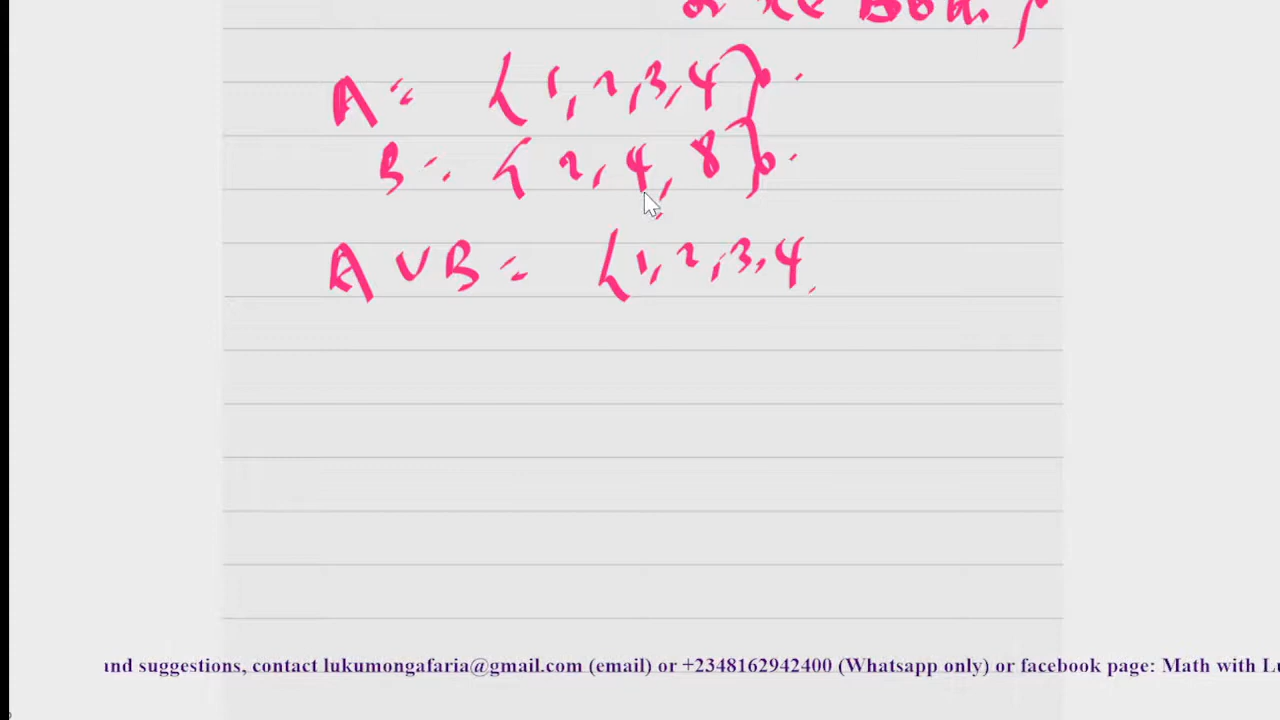 A = { 1, 2, 3, 4 }.
B = { 2, 4, 8 }.
A ∪ B = { 1, 2, 3, 4
and suggestions, contact lukumongafaria@gmail.com (email) or +2348162942400 (Whatsapp only) or facebook page: Math with